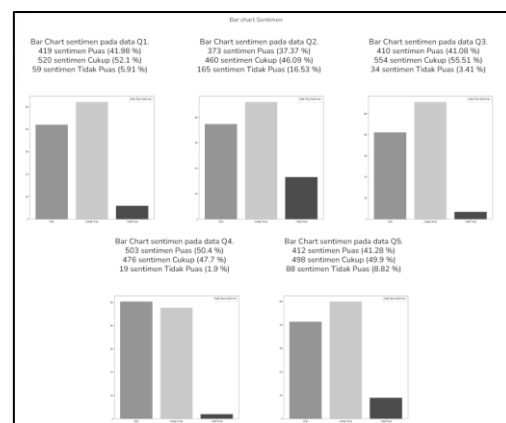 Bar chart Sentimen
Bar Chart sentimen pada data Q1.
419 sentimen Puas (41.98 %)
520 sentimen Cukup (52.1 %)
59 sentimen Tidak Puas (5.91 %)
Bar Chart sentimen pada data Q2.
373 sentimen Puas (37.37 %)
460 sentimen Cukup (46.09 %)
165 sentimen Tidak Puas (16.53 %)
Bar Chart sentimen pada data Q3.
410 sentimen Puas (41.08 %)
554 sentimen Cukup (55.51 %)
34 sentimen Tidak Puas (3.41 %)
Bar Chart sentimen pada data Q4.
503 sentimen Puas (50.4 %)
476 sentimen Cukup (47.7 %)
19 sentimen Tidak Puas (1.9 %)
Bar Chart sentimen pada data Q5.
412 sentimen Puas (41.28 %)
498 sentimen Cukup (49.9 %)
88 sentimen Tidak Puas (8.82 %)